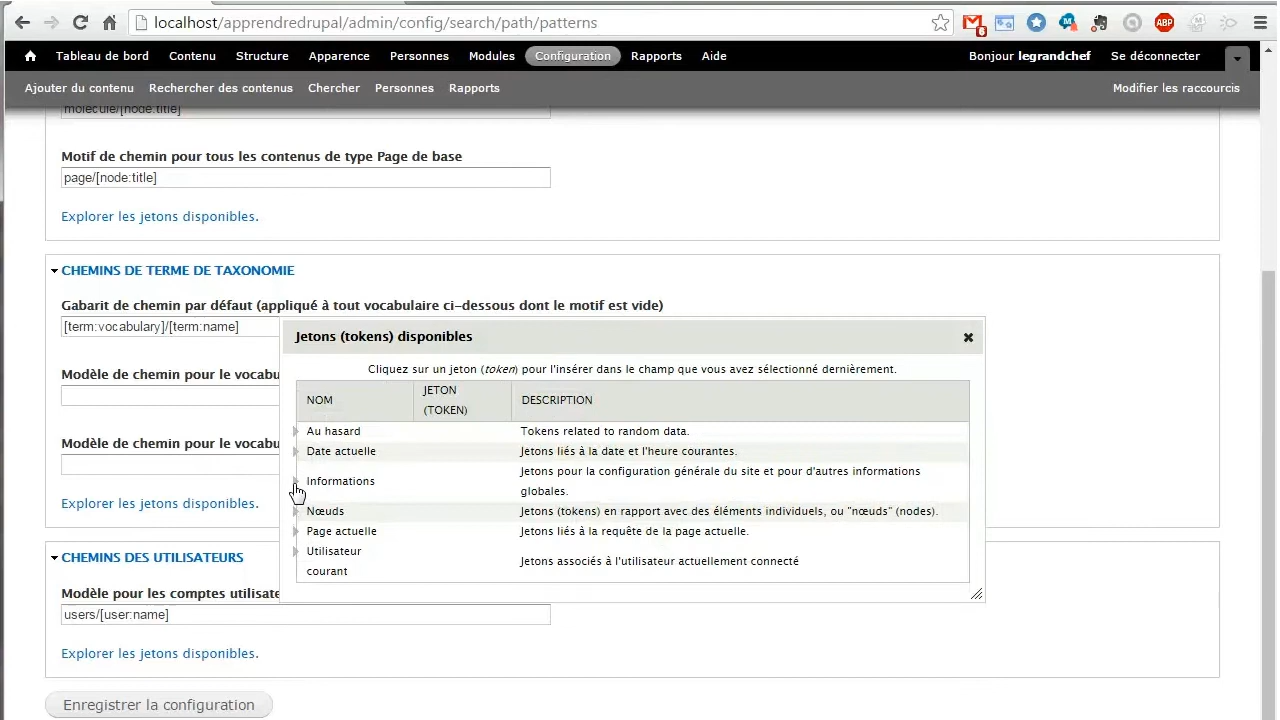 localhost/apprendredrupal/admin/config/search/path/patterns
Tableau de bord Contenu Structure Apparence Personnes Modules Configuration Rapports Aide Bonjour legrandchef Se déconnecter
Ajouter du contenu Rechercher des contenus Chercher Personnes Rapports Modifier les raccourcis
molecule/[node:title]
Motif de chemin pour tous les contenus de type Page de base
page/[node:title]
Explorer les jetons disponibles.
CHEMINS DE TERME DE TAXONOMIE
Gabarit de chemin par défaut (appliqué à tout vocabulaire ci-dessous dont le motif est vide)
[term:vocabulary]/[term:name]
Modèle de chemin pour le vocabu
Modèle de chemin pour le vocabu
Explorer les jetons disponibles.
Jetons (tokens) disponibles
Cliquez sur un jeton (token) pour l'insérer dans le champ que vous avez sélectionné dernièrement.
NOM JETON (TOKEN) DESCRIPTION
Au hasard Tokens related to random data.
Date actuelle Jetons liés à la date et l'heure courantes.
Informations Jetons pour la configuration générale du site et pour d'autres informations
globales.
Nœuds Jetons (tokens) en rapport avec des éléments individuels, ou "nœuds" (nodes).
Page actuelle Jetons liés à la requête de la page actuelle.
Utilisateur
courant Jetons associés à l'utilisateur actuellement connecté
CHEMINS DES UTILISATEURS
Modèle pour les comptes utilisate
users/[user:name]
Explorer les jetons disponibles.
Enregistrer la configuration